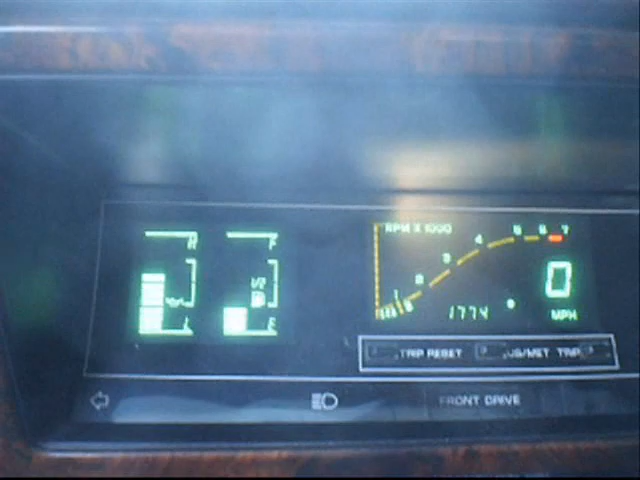 H F
RPM X 1000
1 2 3 4 5 6 7
1/2
0
1774
MPH
L E
TRIP RESET US/MET TRIP
FRONT DRIVE